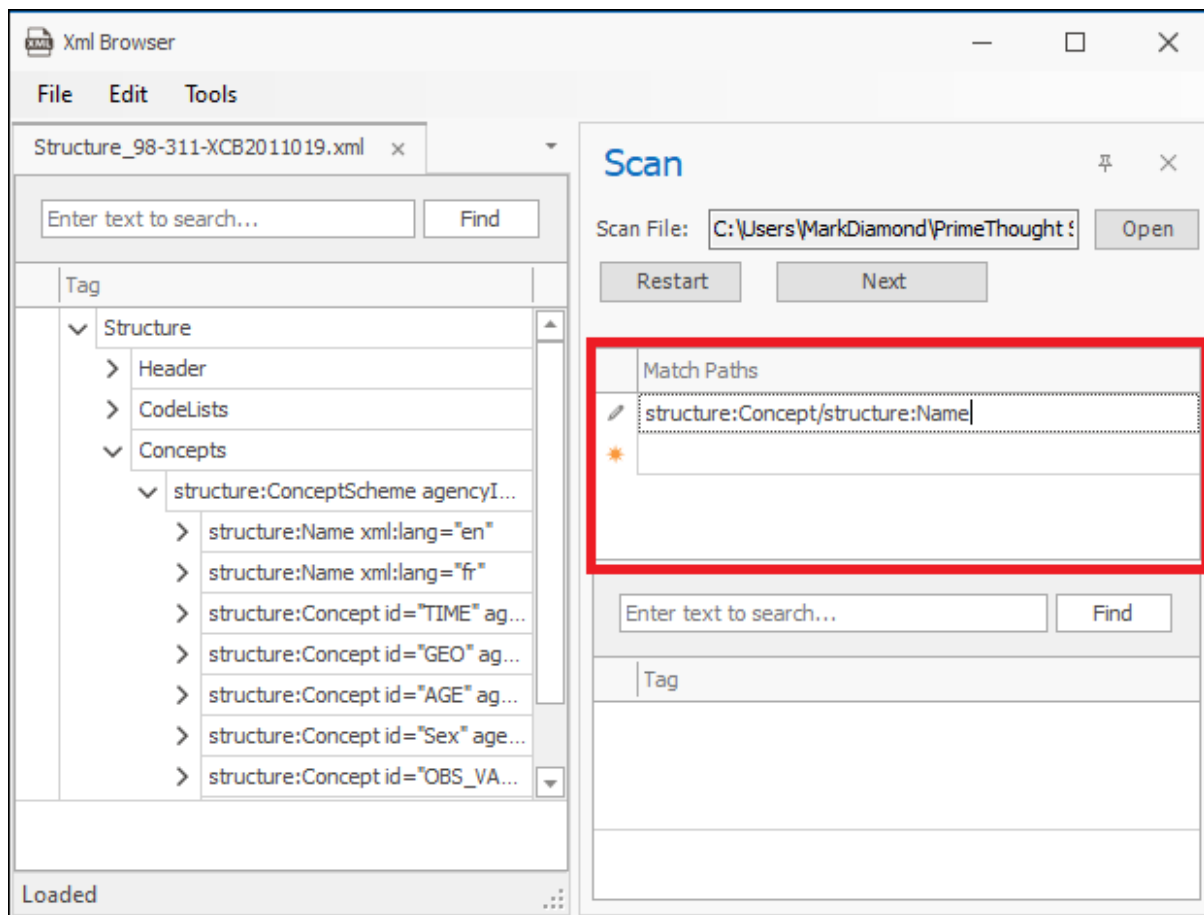 XML Xml Browser
File Edit Tools
Structure_98-311-XCB2011019.xml
Enter text to search... Find
Tag
Structure
Header
CodeLists
Concepts
structure:ConceptScheme agencyI...
structure:Name xml:lang="en"
structure:Name xml:lang="fr"
structure:Concept id="TIME" ag...
structure:Concept id="GEO" ag...
structure:Concept id="AGE" ag...
structure:Concept id="Sex" age...
structure:Concept id="OBS_VA...
Loaded
Scan
Scan File: C:\Users\MarkDiamond\PrimeThought S Open
Restart Next
Match Paths
structure:Concept/structure:Name
Enter text to search... Find
Tag